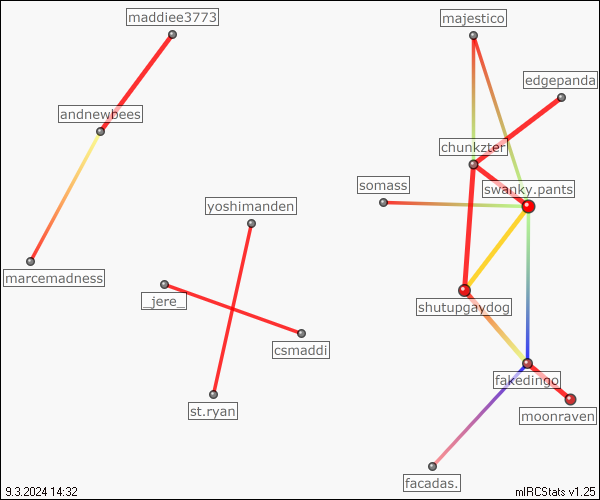 maddiee3773
majestico
edgepanda
andnewbees
chunkzter
somass
swanky.pants
yoshimanden
marcemadness
_jere_
shutupgaydog
csmaddi
fakedingo
st.ryan
moonraven
facadas.
9.3.2024 14:32
mIRCStats v1.25